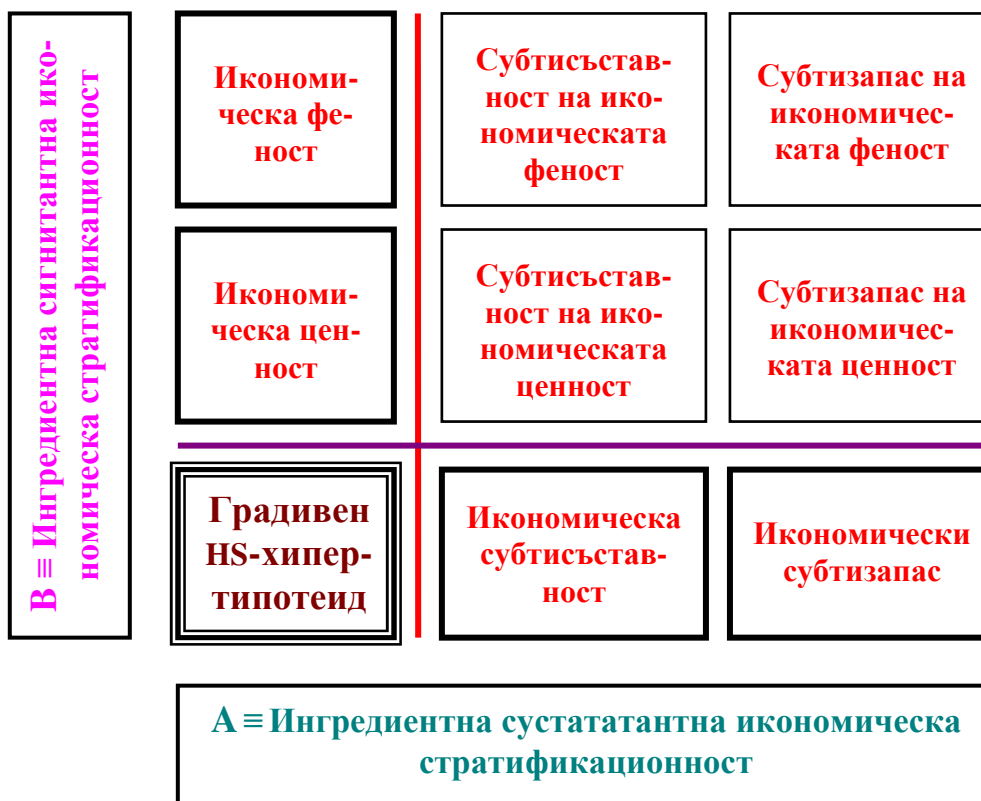 В ≡ Ингредиентна сигнитантна ико-
номическа стратификационност
Икономи-
ческа фе-
ност
Субтисъстав-
ност на ико-
номическата
феност
Субтизапас на
икономичес-
ката феност
Икономи-
ческа цен-
ност
Субтисъстав-
ност на ико-
номическата
ценност
Субтизапас на
икономичес-
ката ценност
Градивен
HS-хипер-
типотеид
Икономическа
субтисъстав-
ност
Икономически
субтизапас
А ≡ Ингредиентна сустататантна икономическа
стратификационност